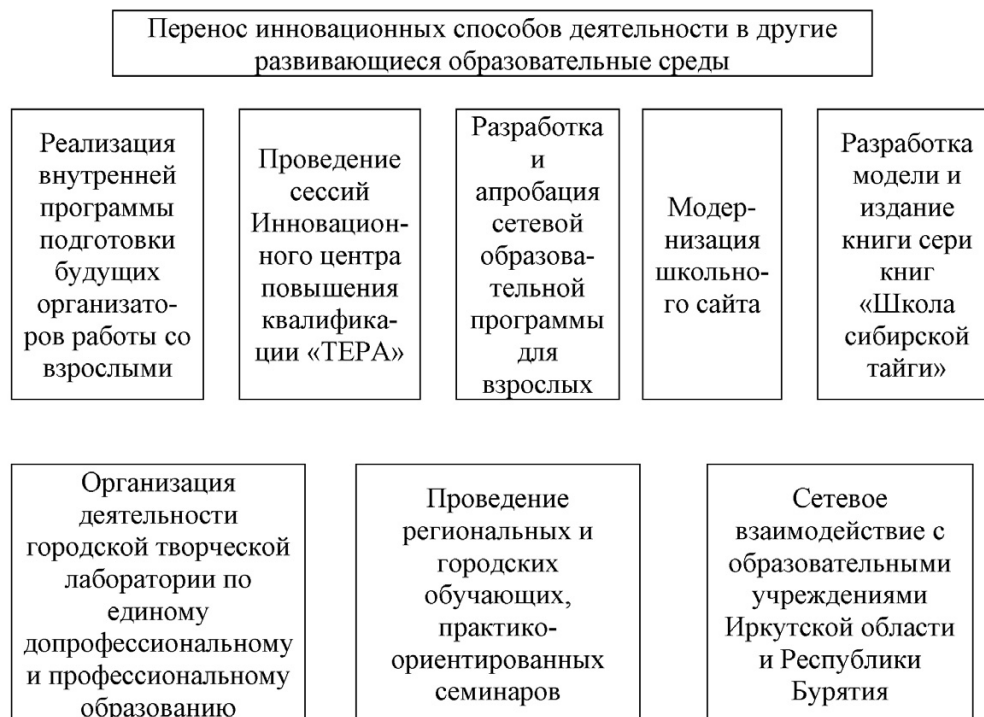 Перенос инновационных способов деятельности в другие
развивающиеся образовательные среды
Реализация
внутренней
программы
подготовки
будущих
организато-
ров работы со
взрослыми
Проведение
сессий
Инновацион-
ного центра
повышения
квалифика-
ции «ТЕРА»
Разработка
и
апробация
сетевой
образова-
тельной
программы
для
взрослых
Модер-
низация
школьно-
го сайта
Разработка
модели и
издание
книги сери
книг
«Школа
сибирской
тайги»
Организация
деятельности
городской творческой
лаборатории по
единому
допрофессиональному
и профессиональному
образованию
Проведение
региональных и
городских
обучающих,
практико-
ориентированных
семинаров
Сетевое
взаимодействие с
образовательными
учреждениями
Иркутской области
и Республики
Бурятия